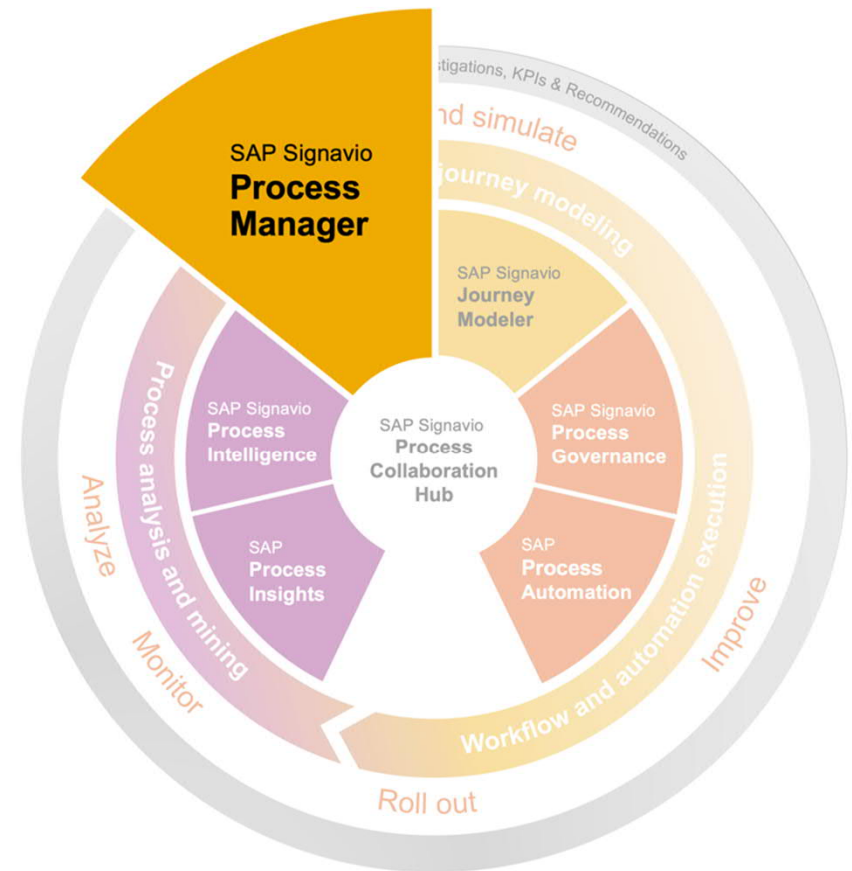 SAP Signavio
Process
Manager
KPIs & Recommendations
simulate
journey modeling
SAP Signavio
Journey
Modeler
SAP Signavio
Process
Intelligence
SAP Signavio
Process
Collaboration
Hub
SAP Signavio
Process
Governance
SAP
Process
Insights
SAP
Process
Automation
Process analysis and mining
Workflow and automation execution
Analyze
Monitor
Improve
Roll out